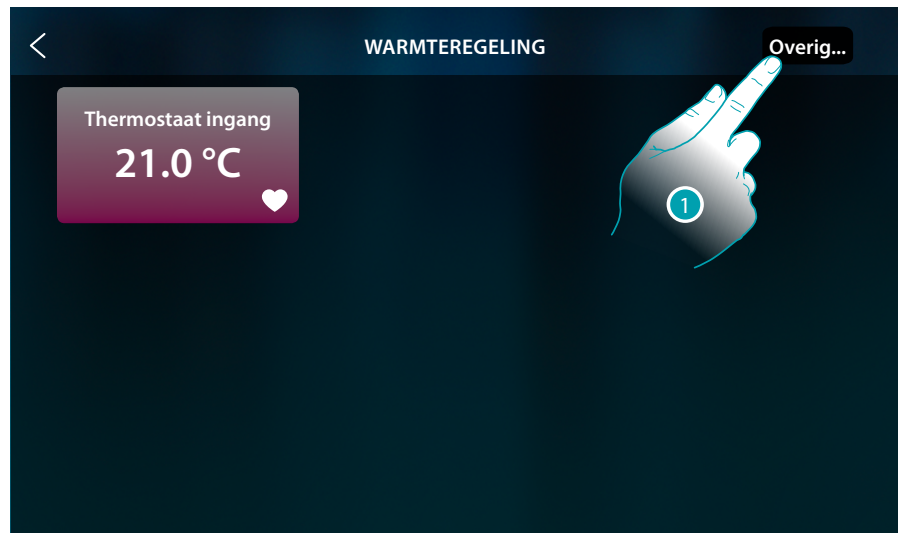 WARMTEREGELING
Overig...
Thermostaat ingang
21.0 °C
1